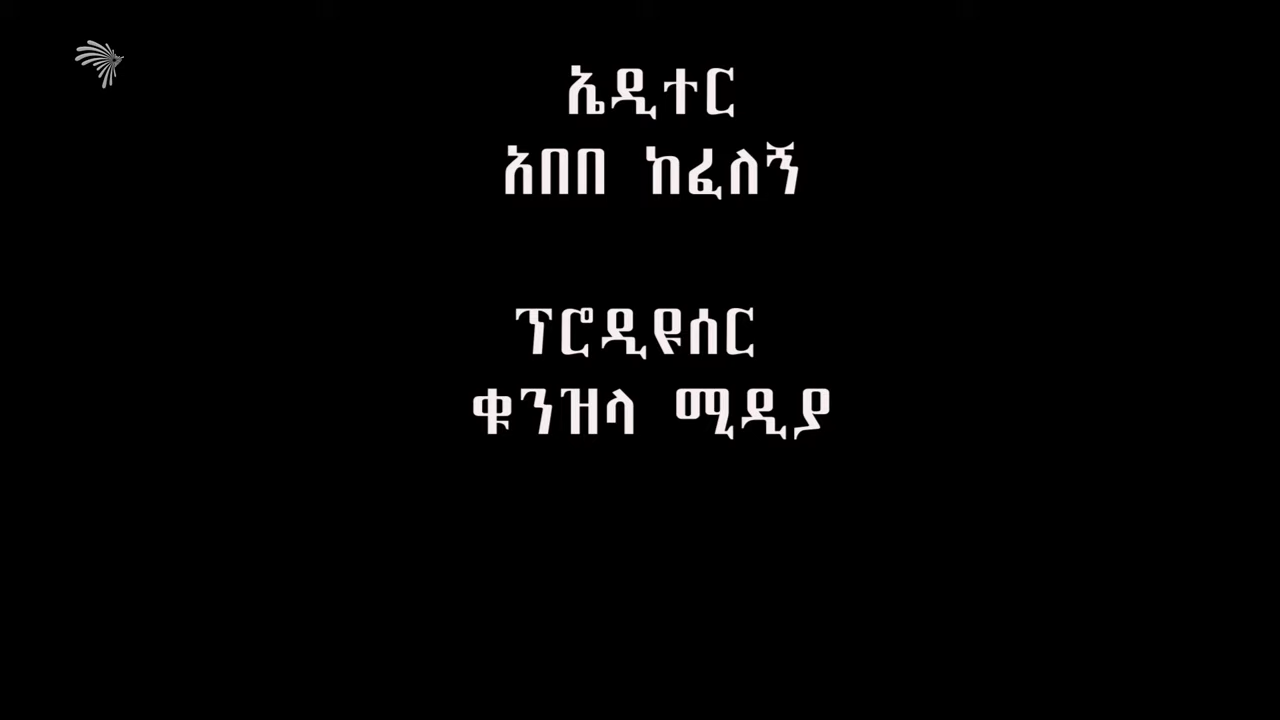 ኤዲተር
አበበ ከፈለኝ
ፕሮዲዩሰር
ቁንዝላ ሚዲያ